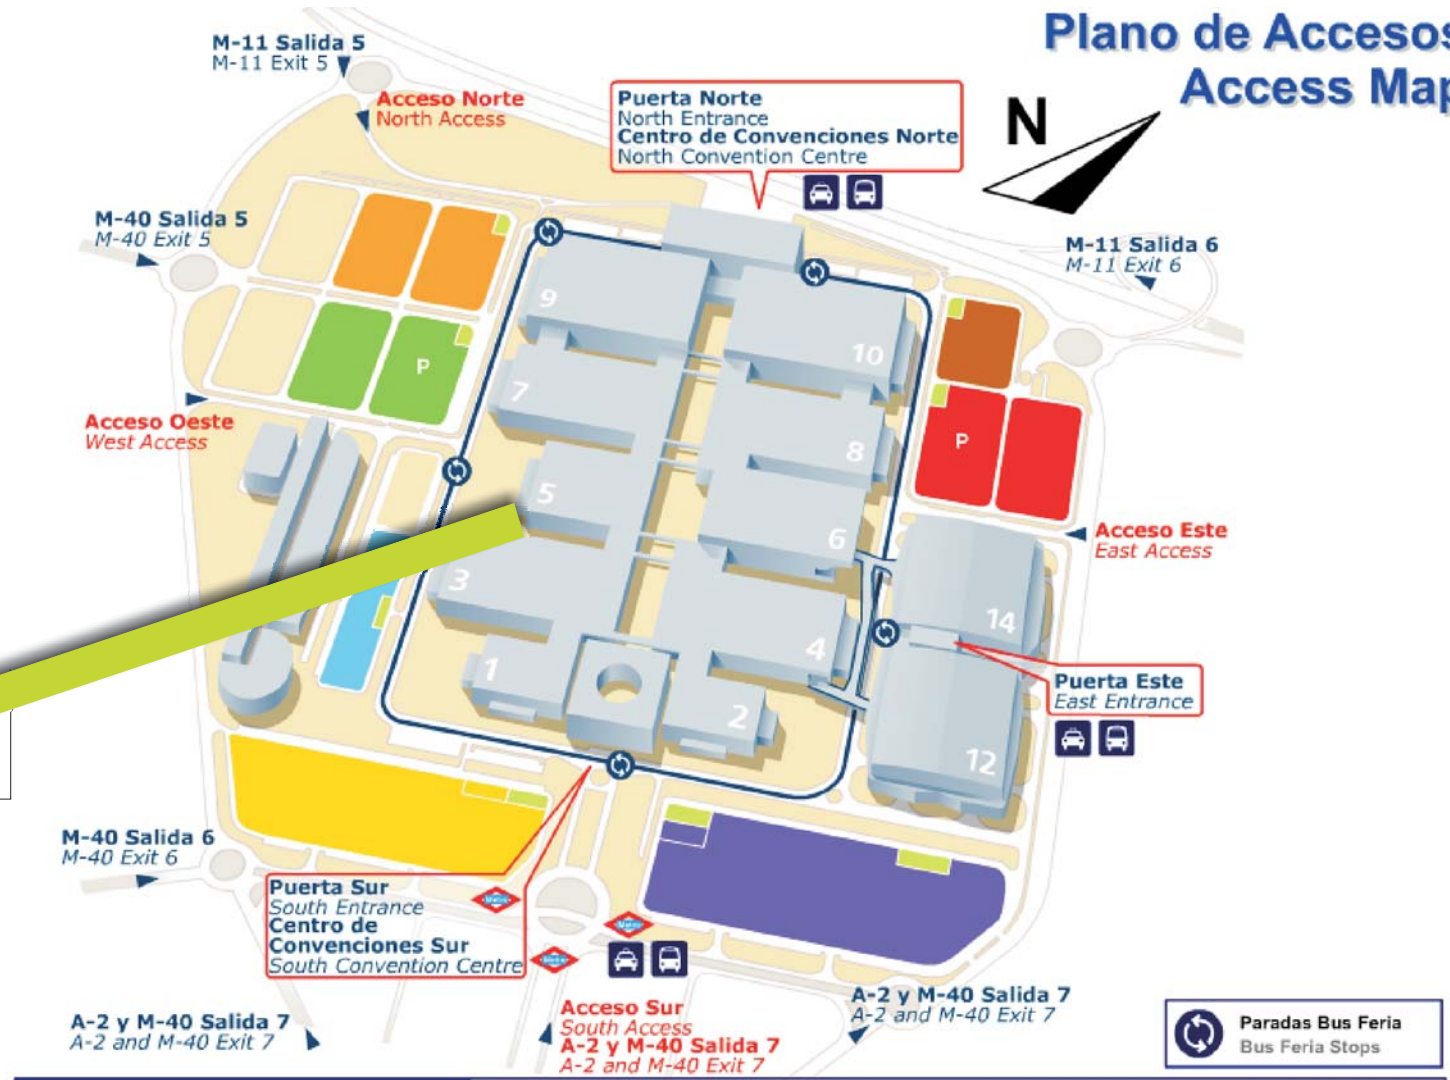 Plano de Accesos
Access Map
M-11 Salida 5
M-11 Exit 5
Acceso Norte
North Access
Puerta Norte
North Entrance
Centro de Convenciones Norte
North Convention Centre
N
M-40 Salida 5
M-40 Exit 5
M-11 Salida 6
M-11 Exit 6
9
10
P
7
8
P
Acceso Oeste
West Access
5
6
Acceso Este
East Access
3
14
4
1
2
12
Puerta Este
East Entrance
M-40 Salida 6
M-40 Exit 6
Puerta Sur
South Entrance
Centro de
Convenciones Sur
South Convention Centre
Metro
Metro
Metro
A-2 y M-40 Salida 7
A-2 and M-40 Exit 7
Acceso Sur
South Access
A-2 y M-40 Salida 7
A-2 and M-40 Exit 7
A-2 y M-40 Salida 7
A-2 and M-40 Exit 7
Paradas Bus Feria
Bus Feria Stops